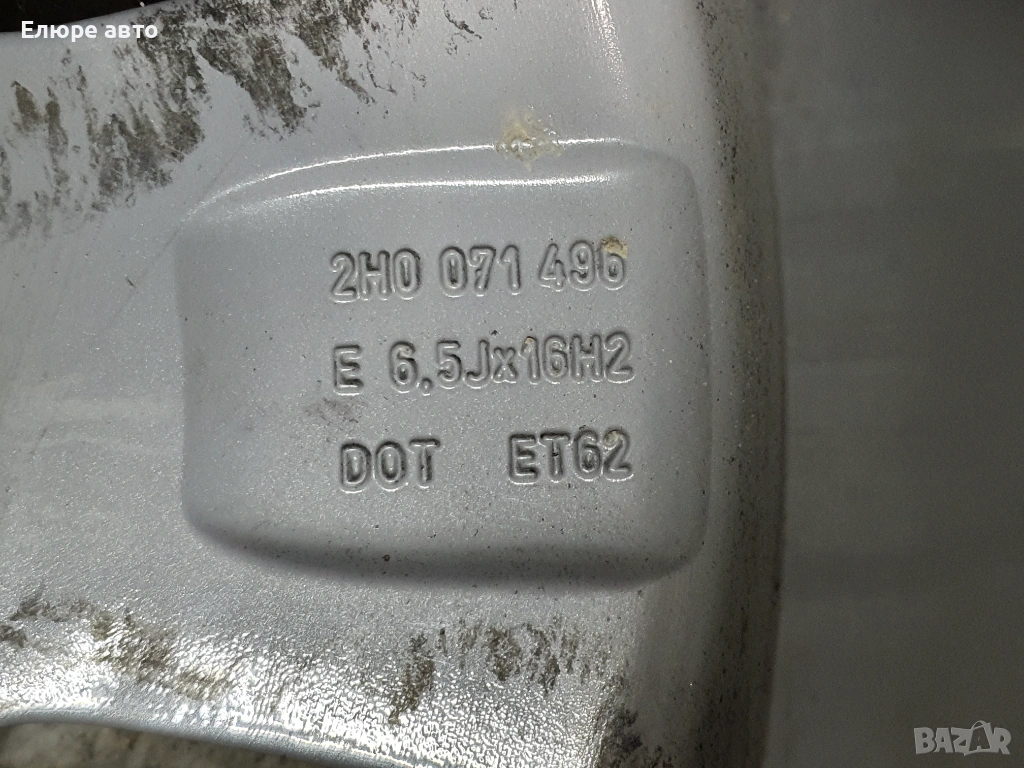 Елюре авто
2H0 071 496
E 6.5Jx16H2
DOT ET62
BAZAR